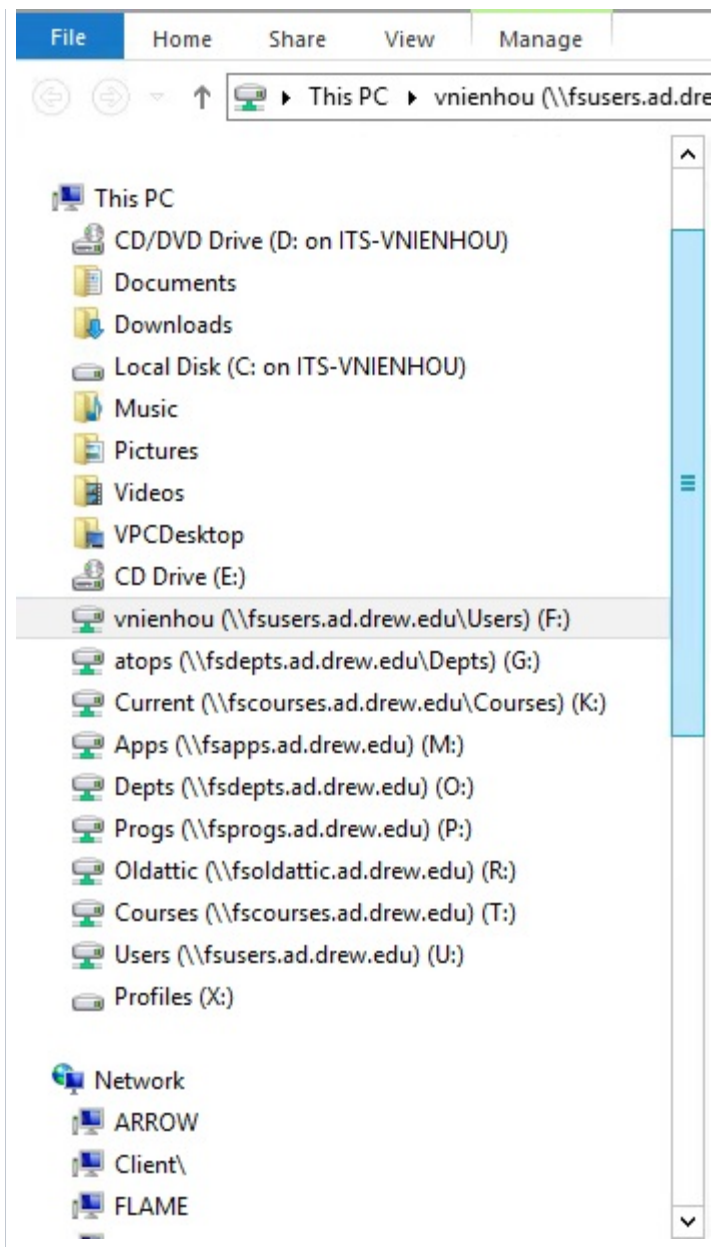 File Home Share View Manage
This PC vnienhou (\\fsusers.ad.dre
This PC
CD/DVD Drive (D: on ITS-VNIENHOU)
Documents
Downloads
Local Disk (C: on ITS-VNIENHOU)
Music
Pictures
Videos
VPCDesktop
CD Drive (E:)
vnienhou (\\fsusers.ad.drew.edu\Users) (F:)
atops (\\fsdepts.ad.drew.edu\Depts) (G:)
Current (\\fscourses.ad.drew.edu\Courses) (K:)
Apps (\\fsapps.ad.drew.edu) (M:)
Depts (\\fsdepts.ad.drew.edu) (O:)
Progs (\\fsprogs.ad.drew.edu) (P:)
Oldattic (\\fsoldattic.ad.drew.edu) (R:)
Courses (\\fscourses.ad.drew.edu) (T:)
Users (\\fsusers.ad.drew.edu) (U:)
Profiles (X:)
Network
ARROW
Client\
FLAME